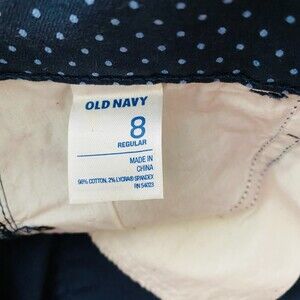 OLD NAVY
8
REGULAR
MADE IN
CHINA
98% COTTON, 2% LYCRA® SPANDEX
RN 54023